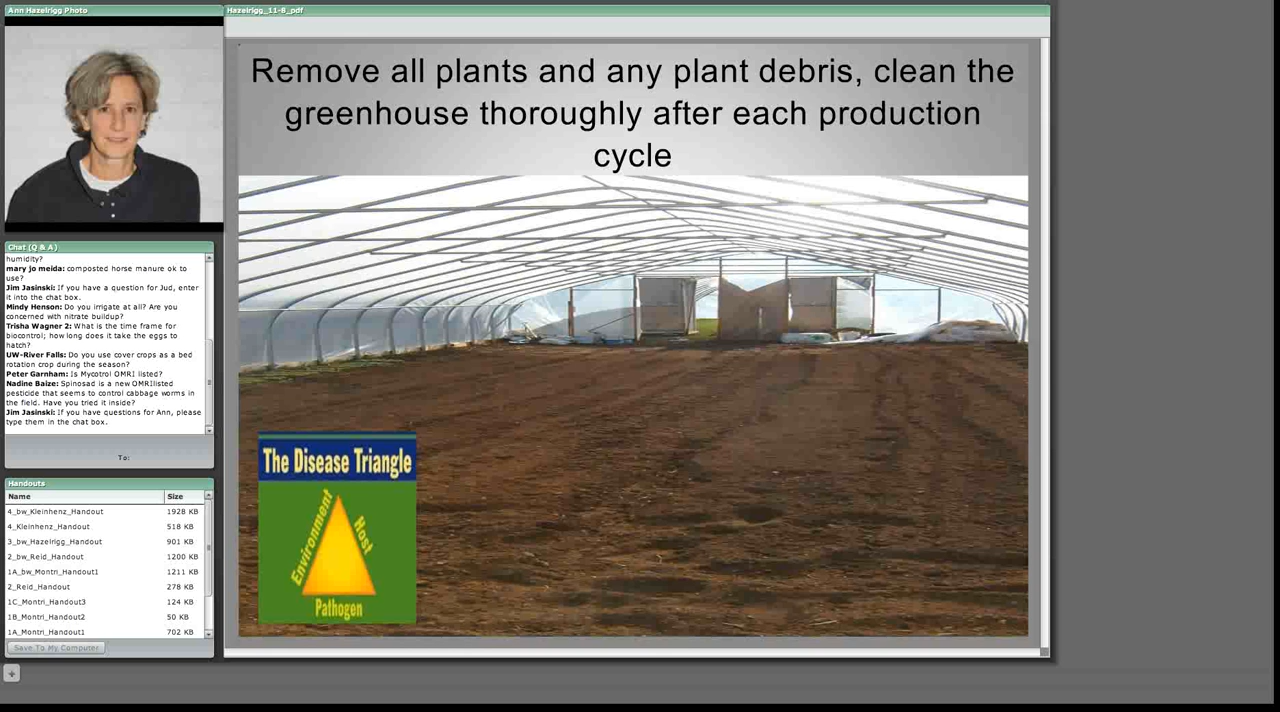 Ann Hazelrigg Photo
Hazelrigg_11-8_pdf
Remove all plants and any plant debris, clean the
greenhouse thoroughly after each production
cycle
The Disease Triangle
Environment
Host
Pathogen
Chat (Q & A)
humidity?
mary jo meida: composted horse manure ok to
use?
Jim Jasinski: If you have a question for Jud, enter
it into the chat box.
Mindy Henson: Do you irrigate at all? Are you
concerned with nitrate buildup?
Trisha Wagner 2: What is the time frame for
biocontrol; how long does it take the eggs to
hatch?
UW-River Falls: Do you use cover crops as a bed
rotation crop during the season?
Peter Garnham: Is Mycotrol OMRI listed?
Nadine Baize: Spinosad is a new OMRIlisted
pesticide that seems to control cabbage worms in
the field. Have you tried it inside?
Jim Jasinski: If you have questions for Ann, please
type them in the chat box.
To:
Handouts
Name Size
4_bw_Kleinhenz_Handout 1928 KB
4_Kleinhenz_Handout 518 KB
3_bw_Hazelrigg_Handout 901 KB
2_bw_Reid_Handout 1200 KB
1A_bw_Montri_Handout1 1211 KB
2_Reid_Handout 278 KB
1C_Montri_Handout3 124 KB
1B_Montri_Handout2 50 KB
1A_Montri_Handout1 702 KB
Save To My Computer
+